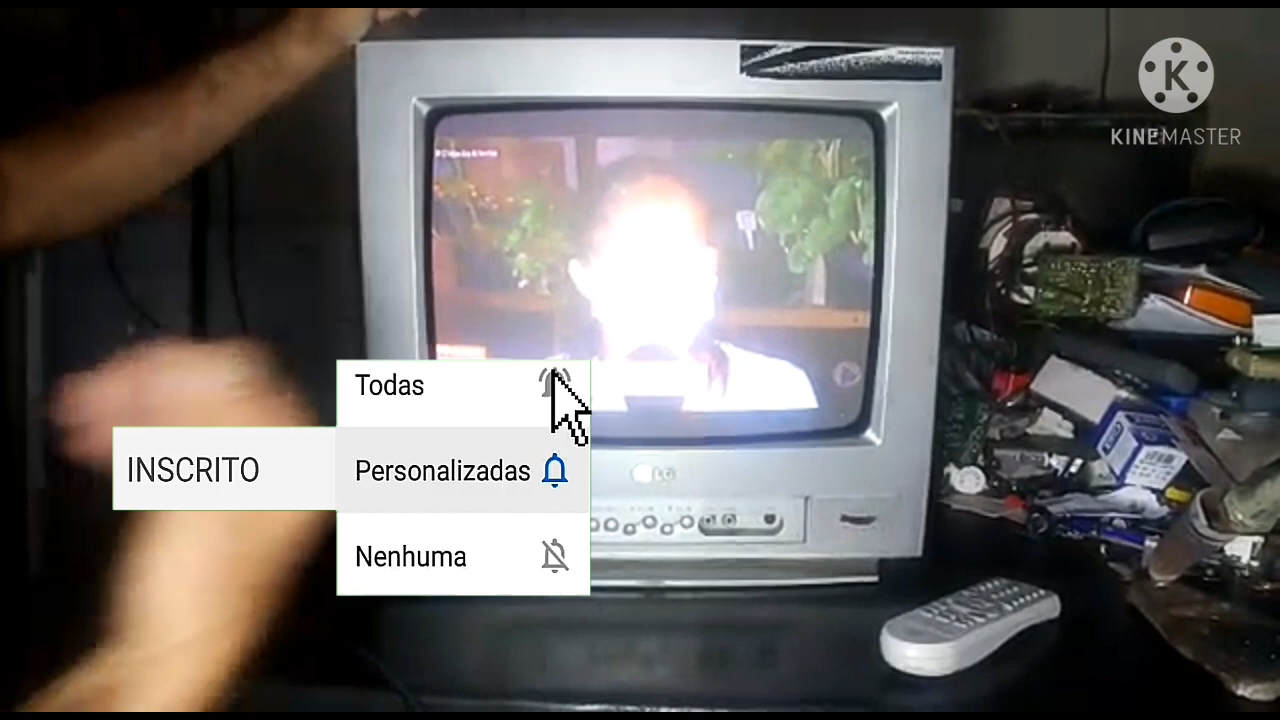 KINEMASTER
LG
Todas
INSCRITO
Personalizadas
Nenhuma